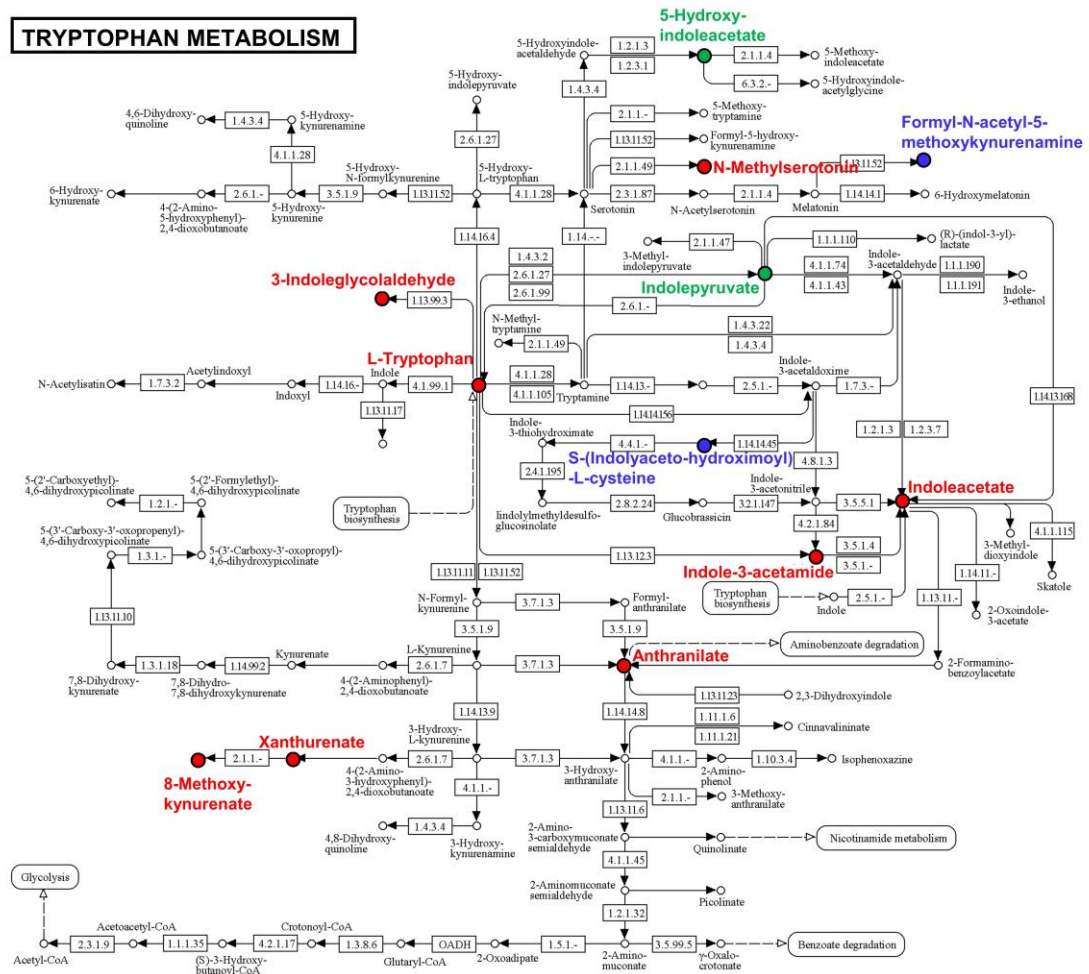 TRYPTOPHAN METABOLISM
5-Hydroxy-
indoleacetate
5-Hydroxyindole-
acetaldehyde
1.2.1.3
1.2.3.1
2.1.1.4
5-Methoxy-
indoleacetate
6.3.2.-
5-Hydroxyindole-
acetylglycine
5-Hydroxy-
indolepyruvate
1.4.3.4
4,6-Dihydroxy-
quinoline
1.4.3.4
5-Hydroxy-
kynurenamine
2.1.1.-
5-Methoxy-
tryptamine
2.6.1.27
1.13.11.52
Formyl-5-hydroxy-
kynurenamine
Formyl-N-acetyl-5-
methoxykynurenamine
4.1.1.28
5-Hydroxy-
N-formylkynurenine
5-Hydroxy-
L-tryptophan
2.1.1.49
N-Methylserotonin
1.13.11.52
6-Hydroxy-
kynurenate
2.6.1.-
3.5.1.9
1.13.11.52
4.1.1.28
2.3.1.87
2.1.1.4
1.14.14.1
4-(2-Amino-
5-hydroxyphenyl)-
2,4-dioxobutanoate
5-Hydroxy-
kynurenine
Serotonin
N-Acetylserotonin
Melatonin
6-Hydroxymelatonin
1.14.16.4
1.14.-.-
2.1.1.47
3-Methyl-
indolepyruvate
1.1.1.110
(R)-(indol-3-yl)-
lactate
1.4.3.2
2.6.1.27
2.6.1.99
Indolepyruvate
4.1.1.74
4.1.1.43
Indole-
3-acetaldehyde
1.1.1.190
1.1.1.191
Indole-
3-ethanol
3-Indoleglycolaldehyde
1.13.99.3
2.6.1.-
N-Methyl-
tryptamine
2.1.1.49
1.4.3.22
1.4.3.4
L-Tryptophan
N-Acetylisatin
1.7.3.2
Acetylindoxyl
Indoxyl
1.14.16.-
Indole
4.1.99.1
4.1.1.28
4.1.1.105
Tryptamine
1.14.13.-
2.5.1.-
Indole-
3-acetaldoxime
1.7.3.-
1.14.13.168
1.13.11.17
1.14.14.156
Indole-
3-thiohydroximate
4.4.1.-
1.14.14.45
1.2.1.3
1.2.3.7
S-(Indolyaceto-hydroximoyl)
-L-cysteine
2.4.1.195
4.8.1.3
5-(2'-Carboxyethyl)-
4,6-dihydroxypicolinate
5-(2'-Formylethyl)-
4,6-dihydroxypicolinate
1.2.1.-
Indole-
3-acetonitrile
Indoleacetate
Tryptophan
biosynthesis
Iindolylmethyldesulfo-
glucosinolate
2.8.2.24
Glucobrassicin
3.2.1.147
3.5.5.1
4.2.1.84
5-(3'-Carboxy-3'-oxopropenyl)-
4,6-dihydroxypicolinate
1.3.1.-
5-(3'-Carboxy-3'-oxopropyl)-
4,6-dihydroxypicolinate
1.13.12.3
3.5.1.4
3.5.1.-
3-Methyl-
dioxyindole
4.1.1.115
Indole-3-acetamide
1.13.11.11
1.13.11.52
Tryptophan
biosynthesis
Indole
2.5.1.-
1.14.11.-
Skatole
1.13.11.-
2-Oxoindole-
3-acetate
1.13.11.10
N-Formyl-
kynurenine
3.7.1.3
Formyl-
anthranilate
3.5.1.9
3.5.1.9
Aminobenzoate degradation
L-Kynurenine
Anthranilate
1.3.1.18
1.14.99.2
Kynurenate
2.6.1.7
3.7.1.3
7,8-Dihydroxy-
kynurenate
7,8-Dihydro-
7,8-dihydroxykynurenate
4-(2-Aminophenyl)-
2,4-dioxobutanoate
2-Formamino-
benzoylacetate
1.13.11.23
2,3-Dihydroxyindole
1.14.13.9
1.14.14.8
1.11.1.6
1.11.1.21
Cinnavalininate
Xanthurenate
3-Hydroxy-
L-kynurenine
2.1.1.-
2.6.1.7
3.7.1.3
4.1.1.-
1.10.3.4
Isophenoxazine
8-Methoxy-
kynurenate
4-(2-Amino-
3-hydroxyphenyl)-
2,4-dioxobutanoate
3-Hydroxy-
anthranilate
2-Amino-
phenol
4.1.1.-
2.1.1.-
3-Methoxy-
anthranilate
1.13.11.6
1.4.3.4
4,8-Dihydroxy-
quinoline
3-Hydroxy-
kynurenamine
2-Amino-
3-carboxymuconate
semialdehyde
Quinolinate
Nicotinamide metabolism
4.1.1.45
Glycolysis
2-Aminomuconate
semialdehyde
Picolinate
1.2.1.32
Acetoacetyl-CoA
Crotonoyl-CoA
2.3.1.9
1.1.1.35
4.2.1.17
1.3.8.6
OADH
1.5.1.-
3.5.99.5
Benzoate degradation
Acetyl-CoA
(S)-3-Hydroxy-
butanoyl-CoA
Glutaryl-CoA
2-Oxoadipate
2-Amino-
muconate
γ-Oxalo-
crotonate